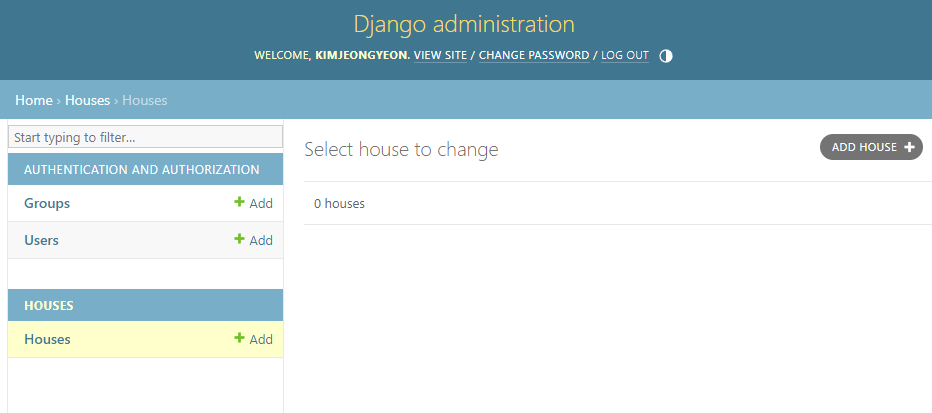 Django administration
WELCOME, KIMJEONGYEON. VIEW SITE / CHANGE PASSWORD / LOG OUT
Home › Houses › Houses
Start typing to filter...
AUTHENTICATION AND AUTHORIZATION
Groups + Add
Users + Add
HOUSES
Houses + Add
Select house to change
ADD HOUSE +
0 houses